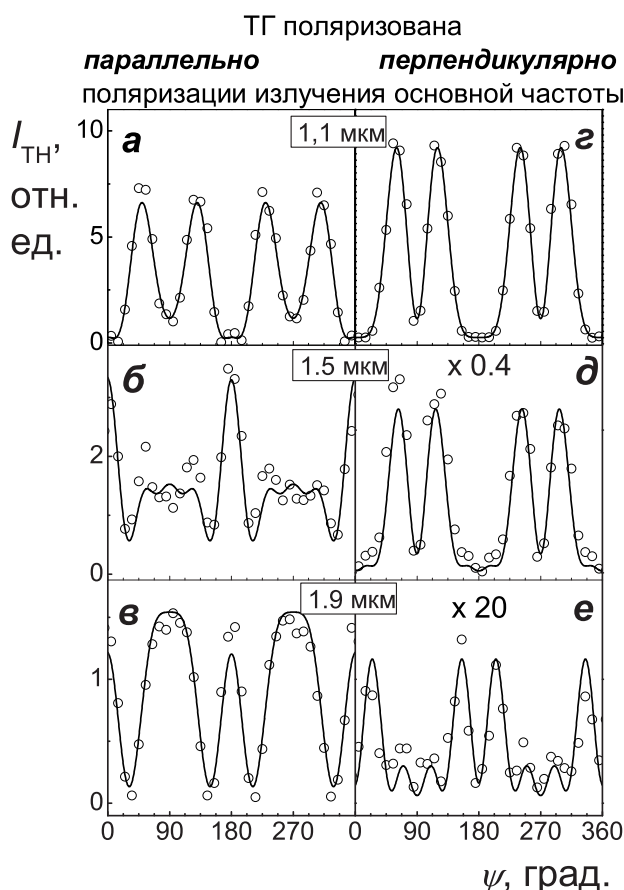 ТГ поляризована
параллельно перпендикулярно
поляризации излучения основной частоты
I_TH, отн. ед.
10
5
0
а
1,1 мкм
г
б
1.5 мкм
x 0.4
д
2
0
в
1.9 мкм
x 20
е
1
0
0 90 180 270 0 90 180 270 360
ψ, град.